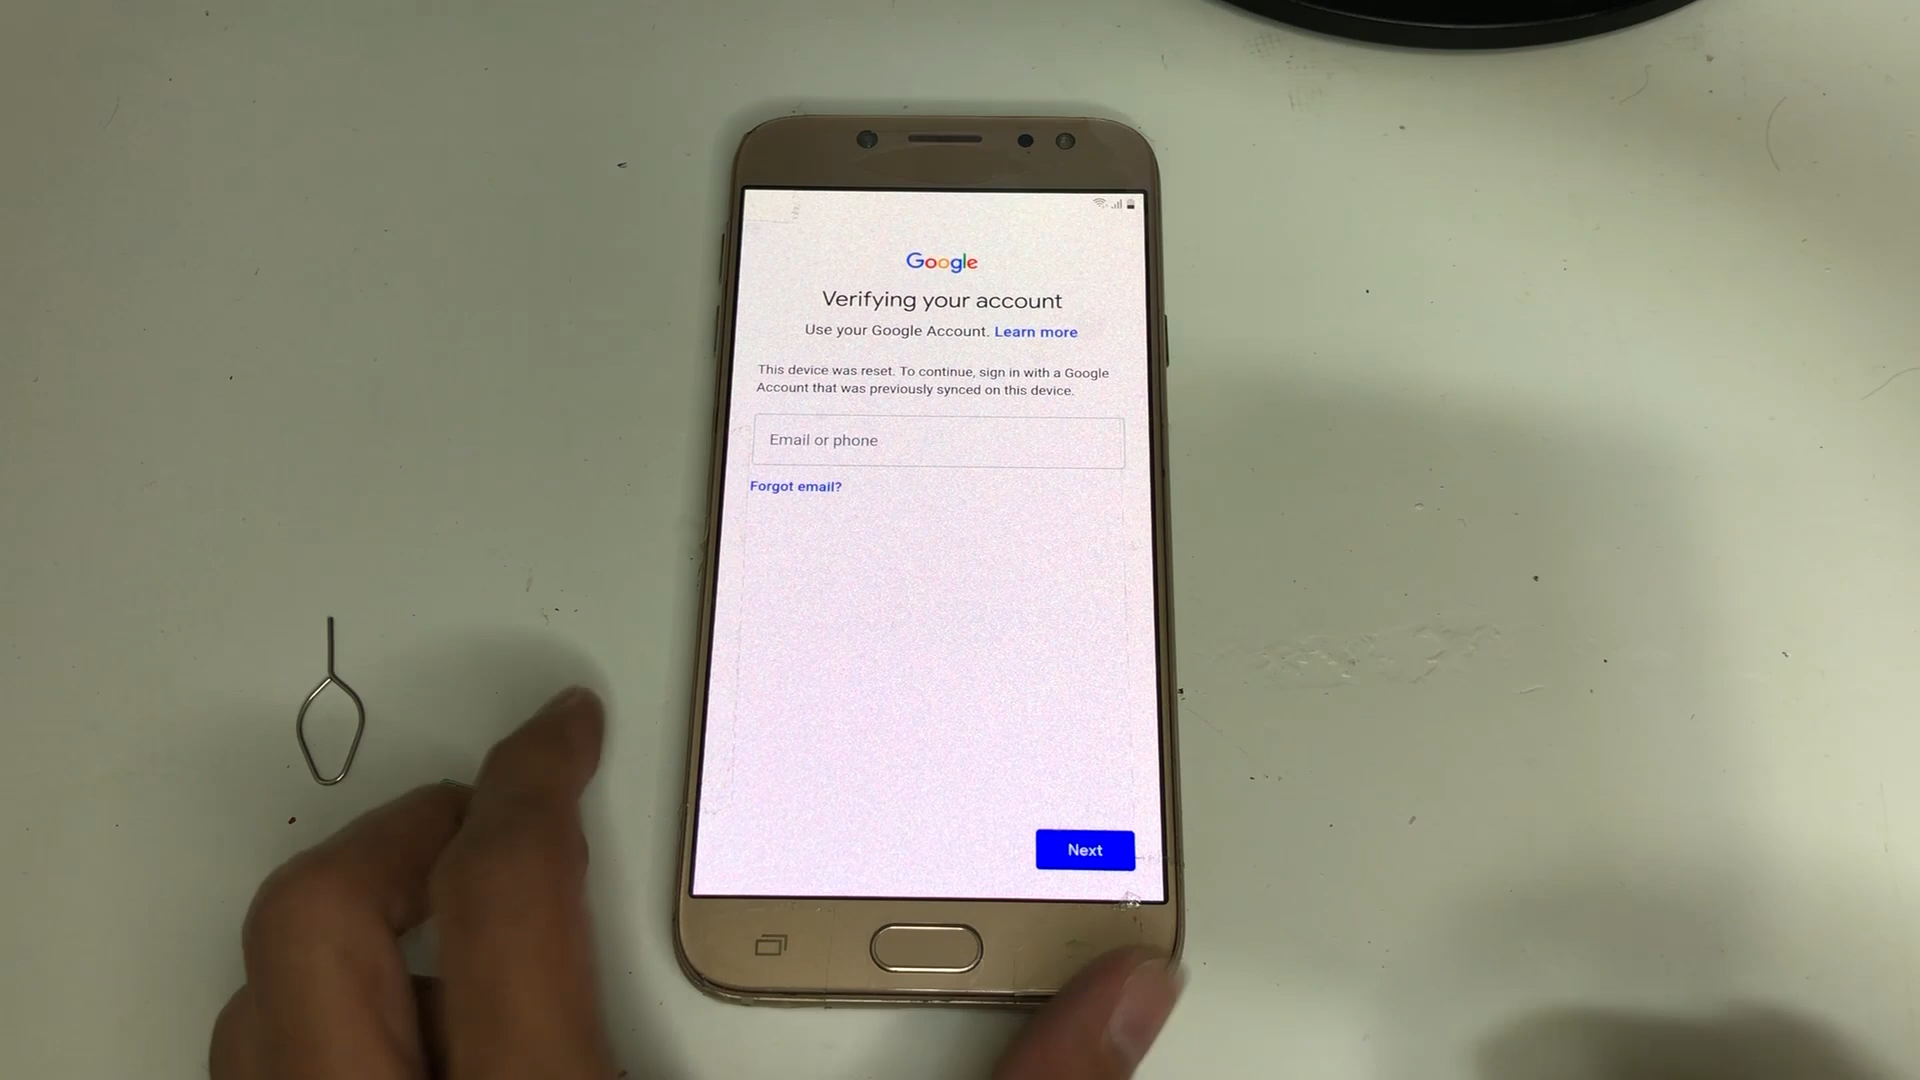 Google
Verifying your account
Use your Google Account. Learn more
This device was reset. To continue, sign in with a Google
Account that was previously synced on this device.
Email or phone
Forgot email?
Next